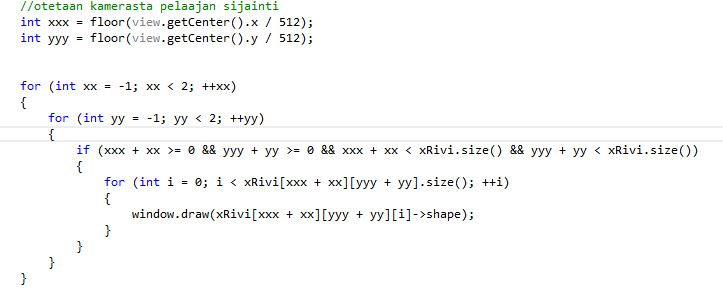 //otetaan kamerasta pelaajan sijainti
int xxx = floor(view.getCenter().x / 512);
int yyy = floor(view.getCenter().y / 512);
for (int xx = -1; xx < 2; ++xx)
{
for (int yy = -1; yy < 2; ++yy)
{
if (xxx + xx >= 0 && yyy + yy >= 0 && xxx + xx < xRivi.size() && yyy + yy < xRivi.size())
{
for (int i = 0; i < xRivi[xxx + xx][yyy + yy].size(); ++i)
{
window.draw(xRivi[xxx + xx][yyy + yy][i]->shape);
}
}
}
}